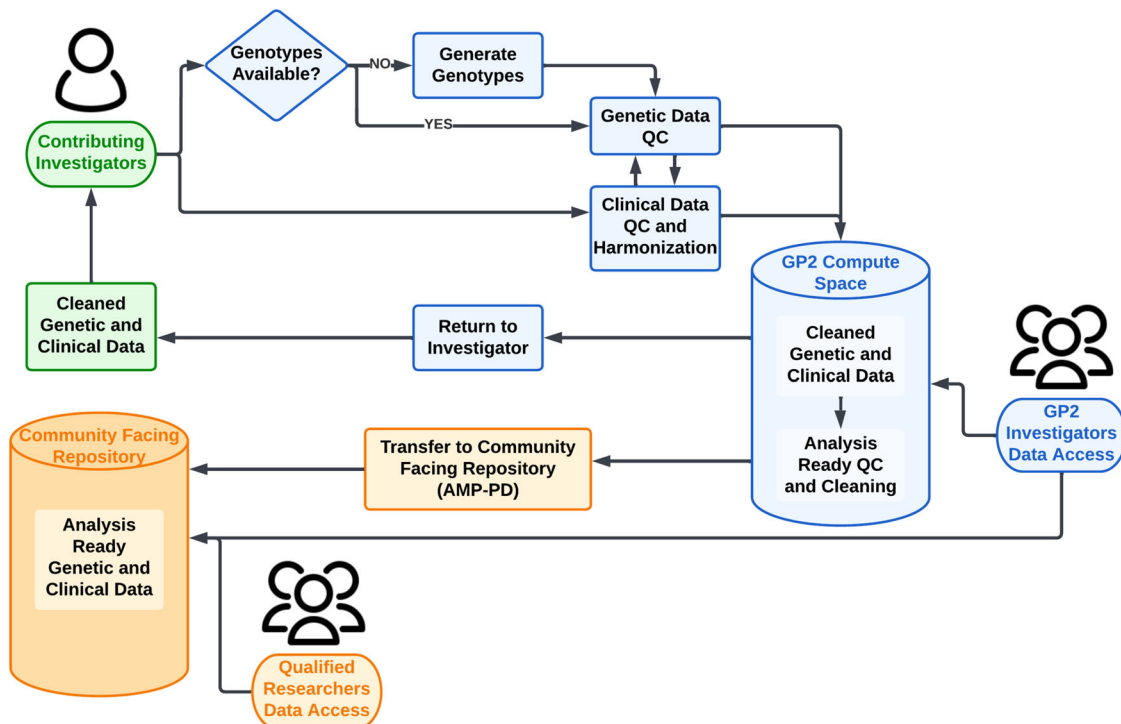 Genotypes
Available?
NO
Generate
Genotypes
YES
Genetic Data
QC
Contributing
Investigators
Clinical Data
QC and
Harmonization
GP2 Compute
Space
Cleaned
Genetic and
Clinical Data
Return to
Investigator
Cleaned
Genetic and
Clinical Data
Analysis
Ready QC
and Cleaning
GP2
Investigators
Data Access
Community Facing
Repository
Transfer to Community
Facing Repository
(AMP-PD)
Analysis
Ready
Genetic and
Clinical Data
Qualified
Researchers
Data Access